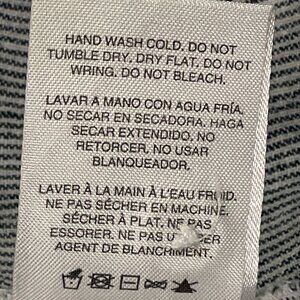 HAND WASH COLD. DO NOT
TUMBLE DRY. DRY FLAT. DO NOT
WRING. DO NOT BLEACH.
LAVAR A MANO CON AGUA FRÍA.
NO SECAR EN SECADORA. HAGA
SECAR EXTENDIDO. NO
RETORCER. NO USAR
BLANQUEADOR.
LAVER À LA MAIN À L'EAU FROID.
NE PAS SÉCHER EN MACHINE.
SÉCHER À PLAT. NE PAS
ESSORER. NE PAS
AGENT DE BLANCHIMENT.